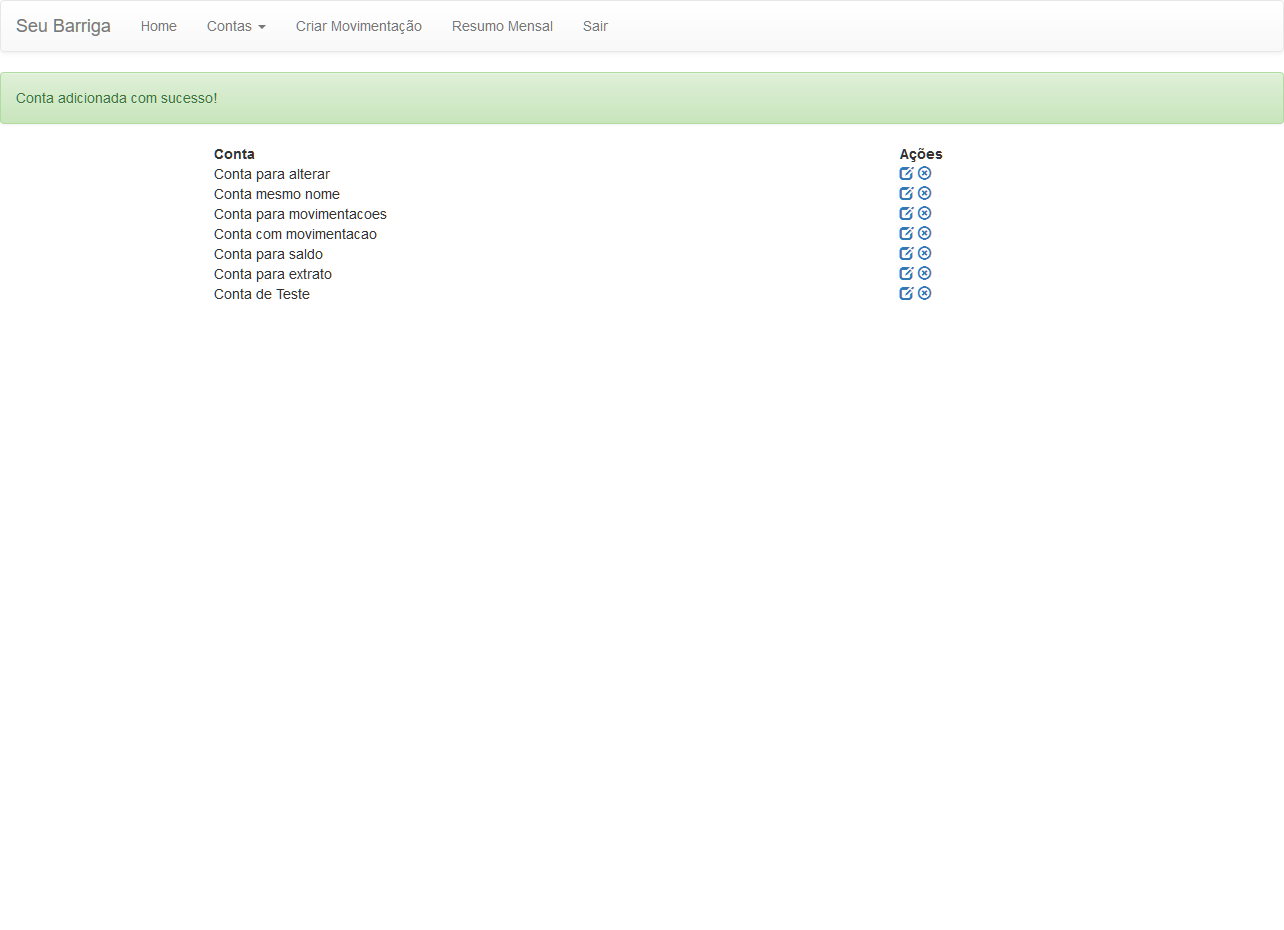 Seu Barriga Home Contas Criar Movimentação Resumo Mensal Sair
Conta adicionada com sucesso!
Conta Ações
Conta para alterar
Conta mesmo nome
Conta para movimentacoes
Conta com movimentacao
Conta para saldo
Conta para extrato
Conta de Teste